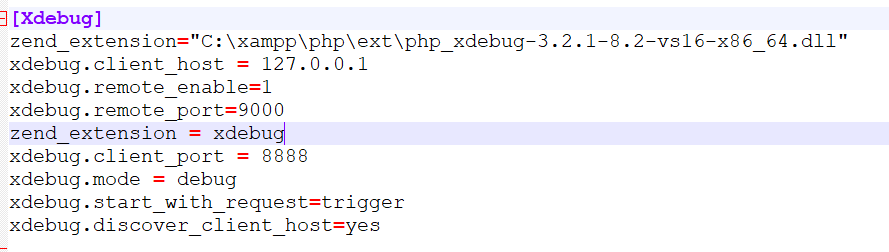 [Xdebug]
zend_extension="C:\xampp\php\ext\php_xdebug-3.2.1-8.2-vs16-x86_64.dll"
xdebug.client_host = 127.0.0.1
xdebug.remote_enable=1
xdebug.remote_port=9000
zend_extension = xdebug
xdebug.client_port = 8888
xdebug.mode = debug
xdebug.start_with_request=trigger
xdebug.discover_client_host=yes